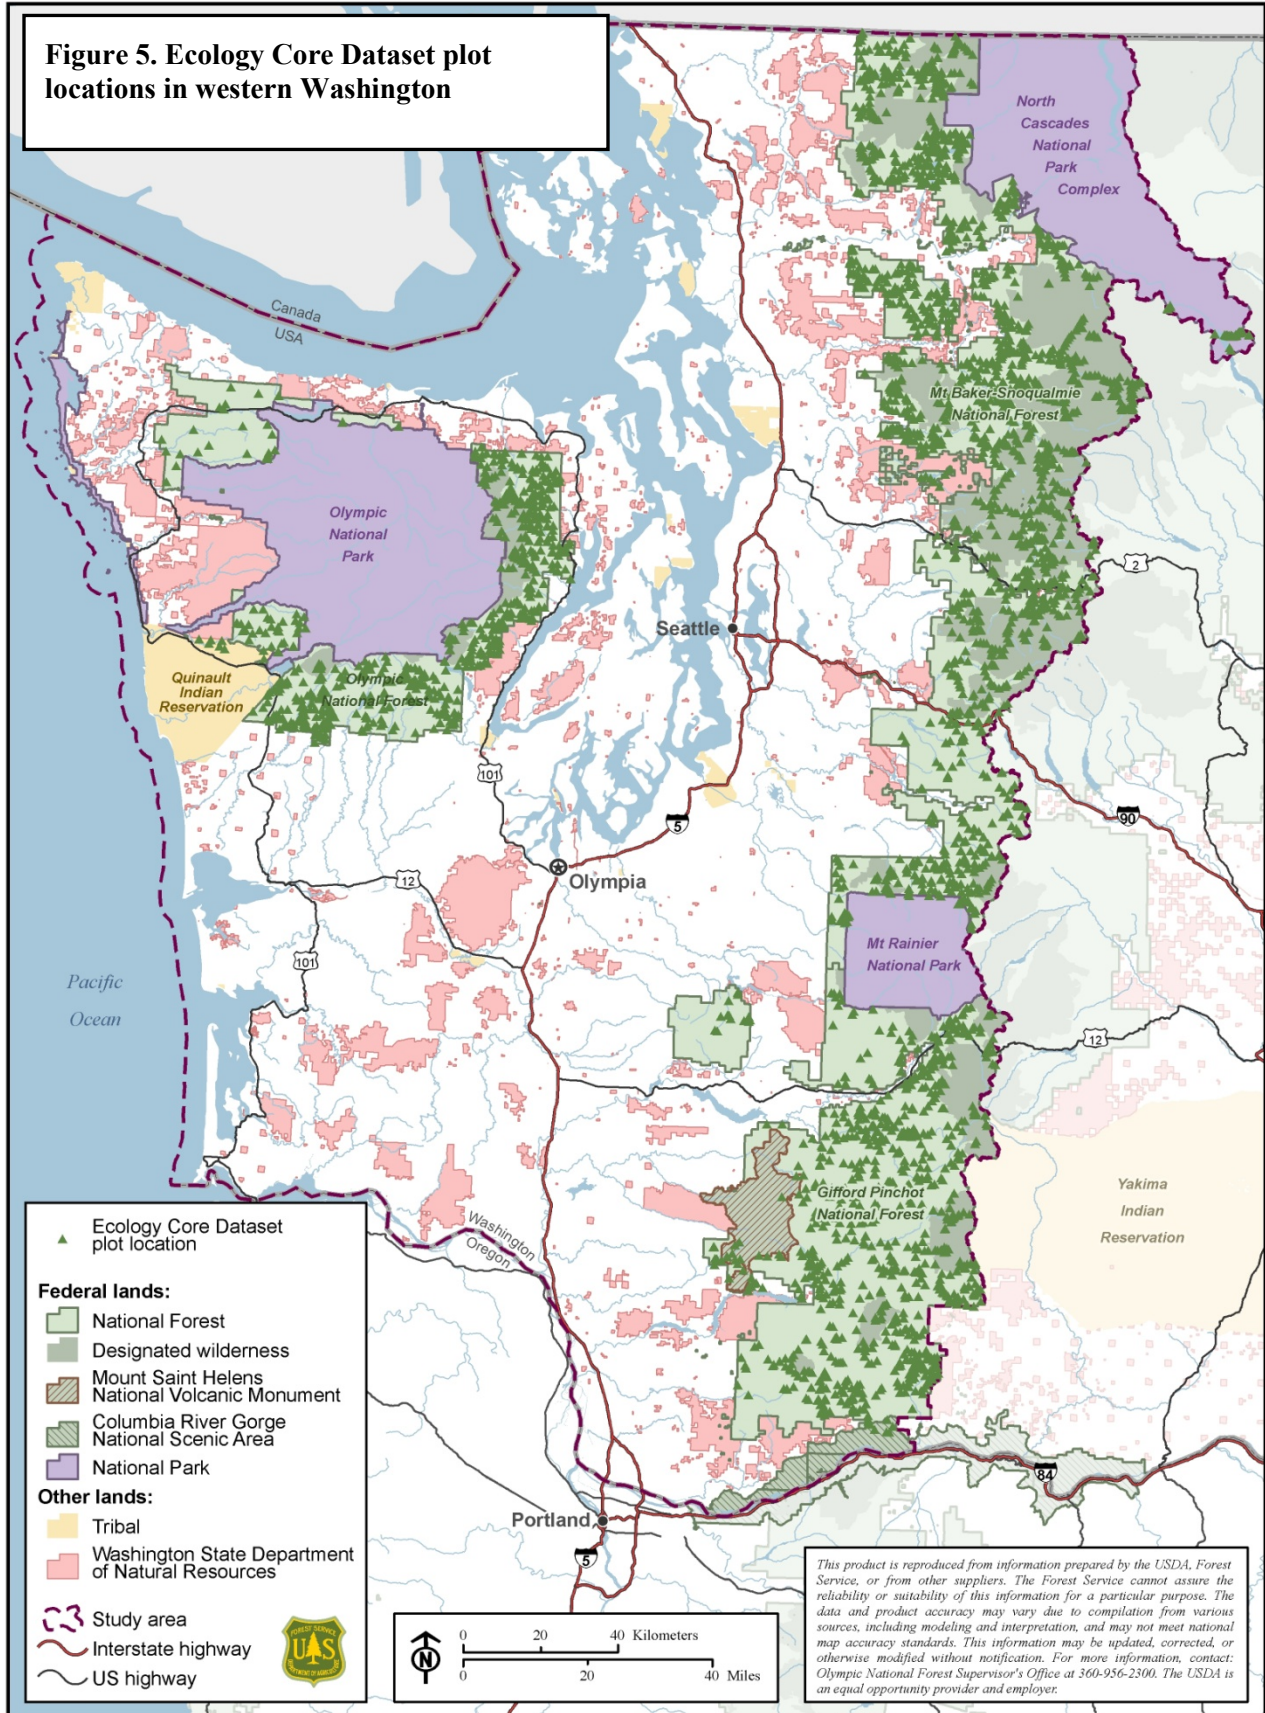 Figure 5. Ecology Core Dataset plot
locations in western Washington
North
Cascades
National
Park
Complex
Canada
USA
Mt Baker-Snoqualmie
National Forest
Olympic
National
Park
2
Seattle
Quinault
Indian
Reservation
Olympic
National Forest
101
5
90
Olympia
12
Mt Rainier
National Park
101
Pacific
Ocean
12
Gifford Pinchot
National Forest
Yakima
Indian
Reservation
Washington
Oregon
84
Portland
5
Ecology Core Dataset
plot location
Federal lands:
National Forest
Designated wilderness
Mount Saint Helens
National Volcanic Monument
Columbia River Gorge
National Scenic Area
National Park
Other lands:
Tribal
Washington State Department
of Natural Resources
Study area
Interstate highway
US highway
FOREST SERVICE
U S
DEPARTMENT OF AGRICULTURE
N
0 20 40 Kilometers
0 20 40 Miles
This product is reproduced from information prepared by the USDA, Forest
Service, or from other suppliers. The Forest Service cannot assure the
reliability or suitability of this information for a particular purpose. The
data and product accuracy may vary due to compilation from various
sources, including modeling and interpretation, and may not meet national
map accuracy standards. This information may be updated, corrected, or
otherwise modified without notification. For more information, contact:
Olympic National Forest Supervisor's Office at 360-956-2300. The USDA is
an equal opportunity provider and employer.